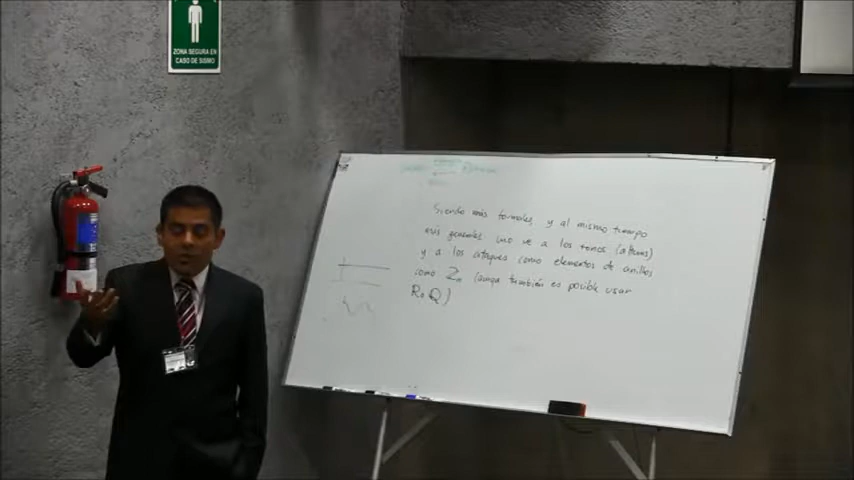 ZONA SEGURA EN
CASO DE SISMO
Siendo más formales, y al mismo tiempo
más generales uno ve a los tonos (alturas)
y a los ataques como elementos de anillos
como Zn (aunque también es posible usar
R o Q)